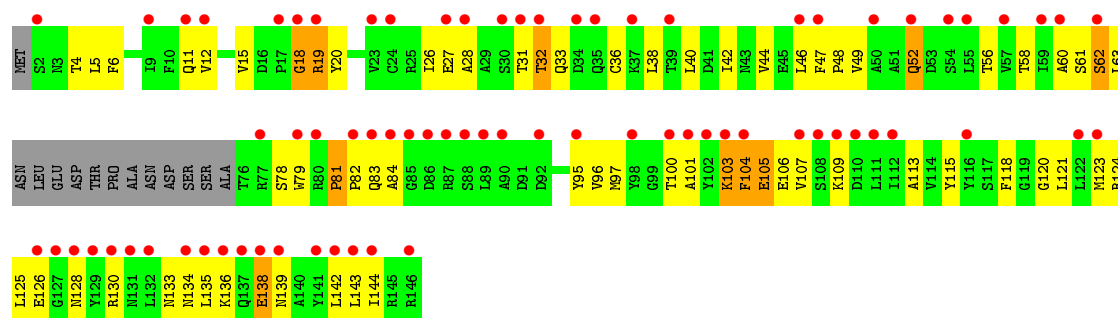 MET S2 N3 T4 L5 F6 I9 F10 Q11 V12 V15 D16 P17 G18 R19 Y20 V23 C24 R25 I26 E27 A28 A29 S30 T31 T32 Q33 D34 Q35 C36 K37 L38 T39 L40 D41 I42 N43 V44 E45 L46 F47 P48 V49 A50 A51 Q52 D53 S54 L55 T56 V57 T58 I59 A60 S61 S62 L63
ASN LEU GLU ASP THR PRO ALA ASN ASP SER SER ALA T76 R77 S78 W79 R80 P81 P82 Q83 A84 G85 D86 R87 S88 L89 A90 D91 D92 Y95 V96 M97 Y98 G99 T100 A101 Y102 K103 F104 E105 E106 V107 S108 K109 D110 L111 I112 A113 V114 Y115 Y116 S117 F118 G119 G120 L121 L122 M123 R124
L125 E126 G127 N128 Y129 R130 N131 L132 N133 N134 L135 K136 Q137 E138 N139 A140 Y141 L142 L143 I144 R145 R146